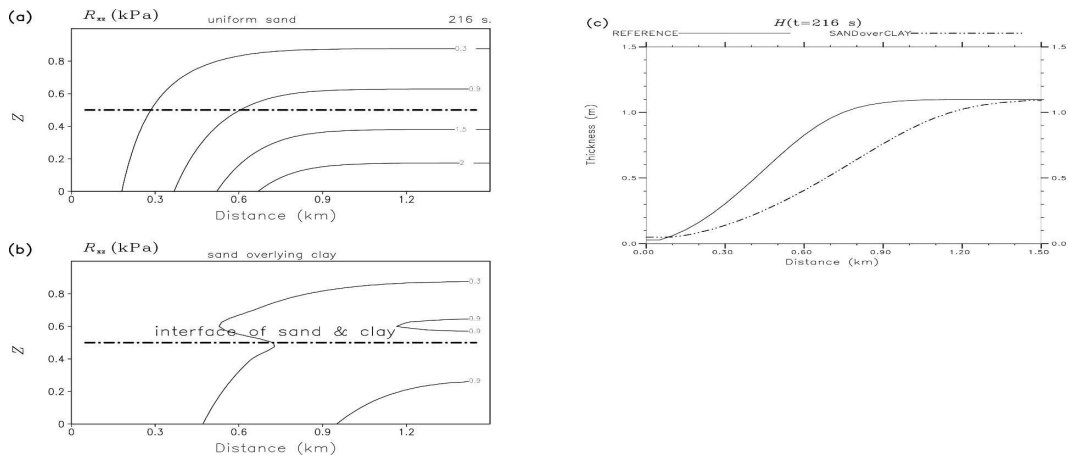 (a)
R_xx (kPa)
uniform sand
216 s.
0.8
0.6
0.4
0.2
0
Z
0.3
0.9
1.5
2
0
0.3
0.6
0.9
1.2
Distance (km)
(b)
R_xx (kPa)
sand overlying clay
0.8
0.6
0.4
0.2
0
Z
0.3
0.9
0.9
interface of sand & clay
0.9
0
0.3
0.6
0.9
1.2
Distance (km)
(c)
H(t=216 s)
REFERENCE
SANDoverCLAY
1.5
1.0
0.5
0.0
Thickness (m)
1.5
1.0
0.5
0.0
0.00
0.30
0.60
0.90
1.20
1.50
Distance (km)